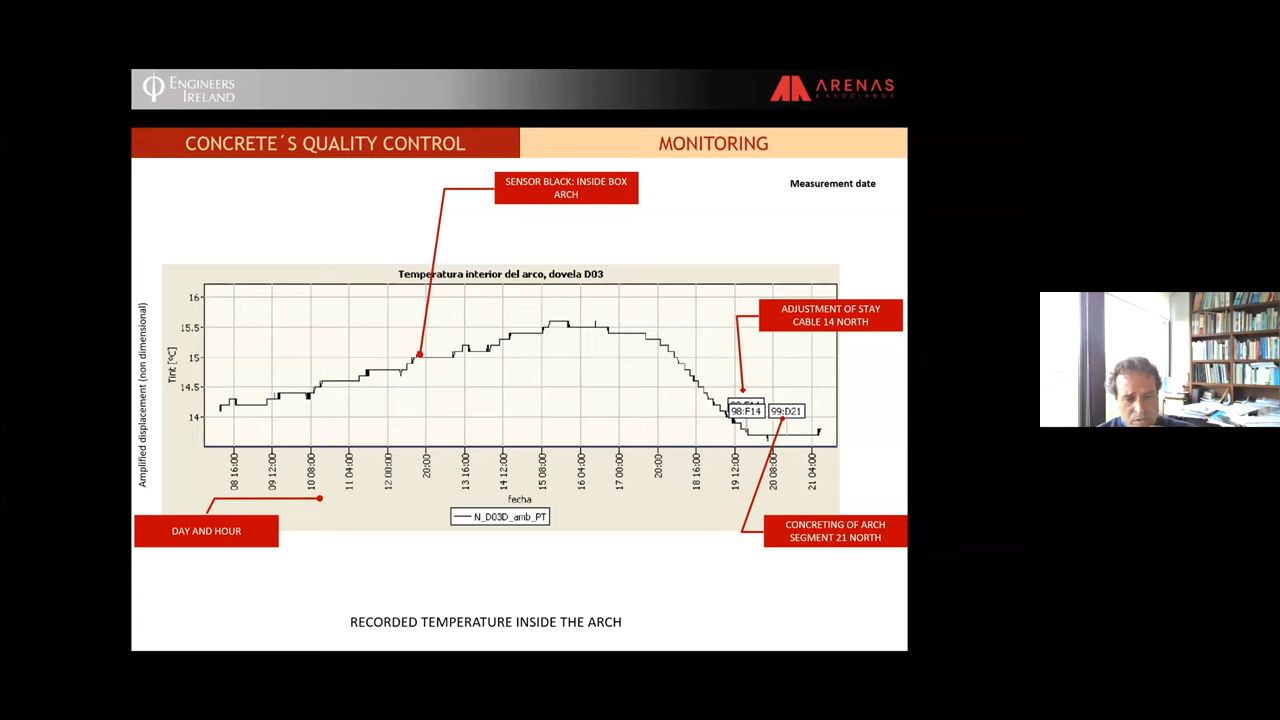 ENGINEERS
IRELAND
ARENAS
& ASOCIADOS
CONCRETE´S QUALITY CONTROL
MONITORING
SENSOR BLACK: INSIDE BOX
ARCH
Measurement date
Temperatura interior del arco, dovela D03
Amplified displacement (non dimensional)
Tint [ºC]
16
15.5
15
14.5
14
ADJUSTMENT OF STAY
CABLE 14 NORTH
98:F14
99:D21
08 16:00
09 12:00
10 08:00
11 04:00
12 00:00
20:00
13 16:00
14 12:00
15 08:00
16 04:00
17 00:00
20:00
18 16:00
19 12:00
20 08:00
21 04:00
fecha
N_D03D_amb_PT
DAY AND HOUR
CONCRETING OF ARCH
SEGMENT 21 NORTH
RECORDED TEMPERATURE INSIDE THE ARCH